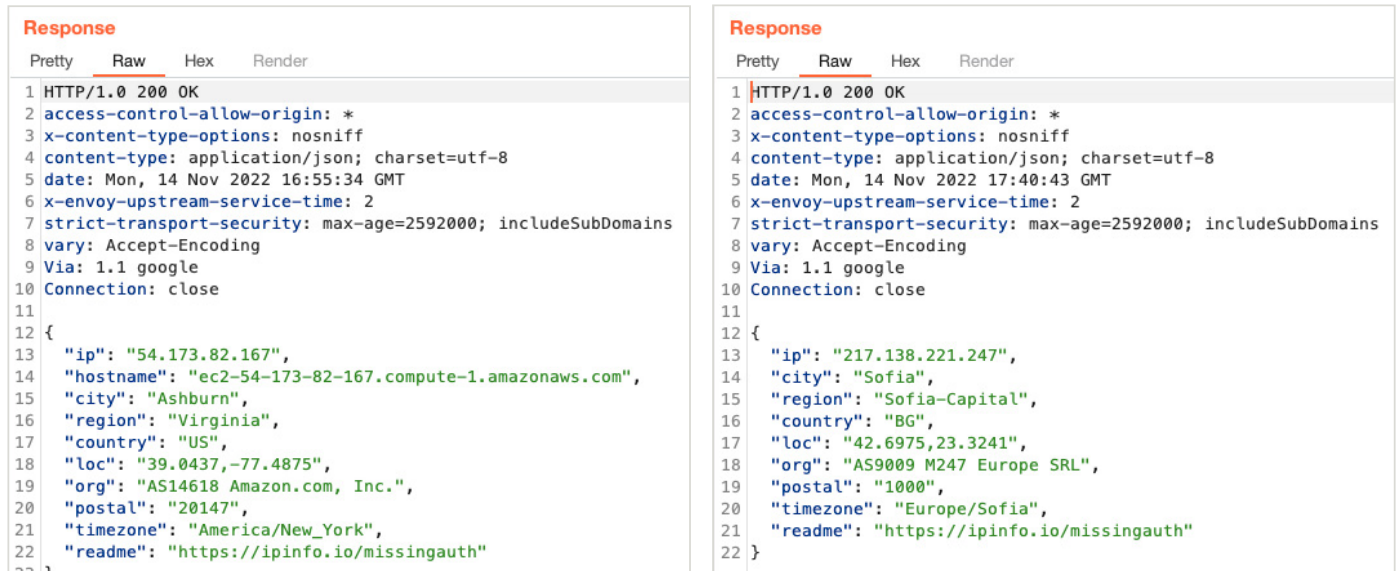 Response
Pretty Raw Hex Render
1 HTTP/1.0 200 OK
2 access-control-allow-origin: *
3 x-content-type-options: nosniff
4 content-type: application/json; charset=utf-8
5 date: Mon, 14 Nov 2022 16:55:34 GMT
6 x-envoy-upstream-service-time: 2
7 strict-transport-security: max-age=2592000; includeSubDomains
8 vary: Accept-Encoding
9 Via: 1.1 google
10 Connection: close
11
12 {
13 "ip": "54.173.82.167",
14 "hostname": "ec2-54-173-82-167.compute-1.amazonaws.com",
15 "city": "Ashburn",
16 "region": "Virginia",
17 "country": "US",
18 "loc": "39.0437,-77.4875",
19 "org": "AS14618 Amazon.com, Inc.",
20 "postal": "20147",
21 "timezone": "America/New_York",
22 "readme": "https://ipinfo.io/missingauth"
Response
Pretty Raw Hex Render
1 HTTP/1.0 200 OK
2 access-control-allow-origin: *
3 x-content-type-options: nosniff
4 content-type: application/json; charset=utf-8
5 date: Mon, 14 Nov 2022 17:40:43 GMT
6 x-envoy-upstream-service-time: 2
7 strict-transport-security: max-age=2592000; includeSubDomains
8 vary: Accept-Encoding
9 Via: 1.1 google
10 Connection: close
11
12 {
13 "ip": "217.138.221.247",
14 "city": "Sofia",
15 "region": "Sofia-Capital",
16 "country": "BG",
17 "loc": "42.6975,23.3241",
18 "org": "AS9009 M247 Europe SRL",
19 "postal": "1000",
20 "timezone": "Europe/Sofia",
21 "readme": "https://ipinfo.io/missingauth"
22 }